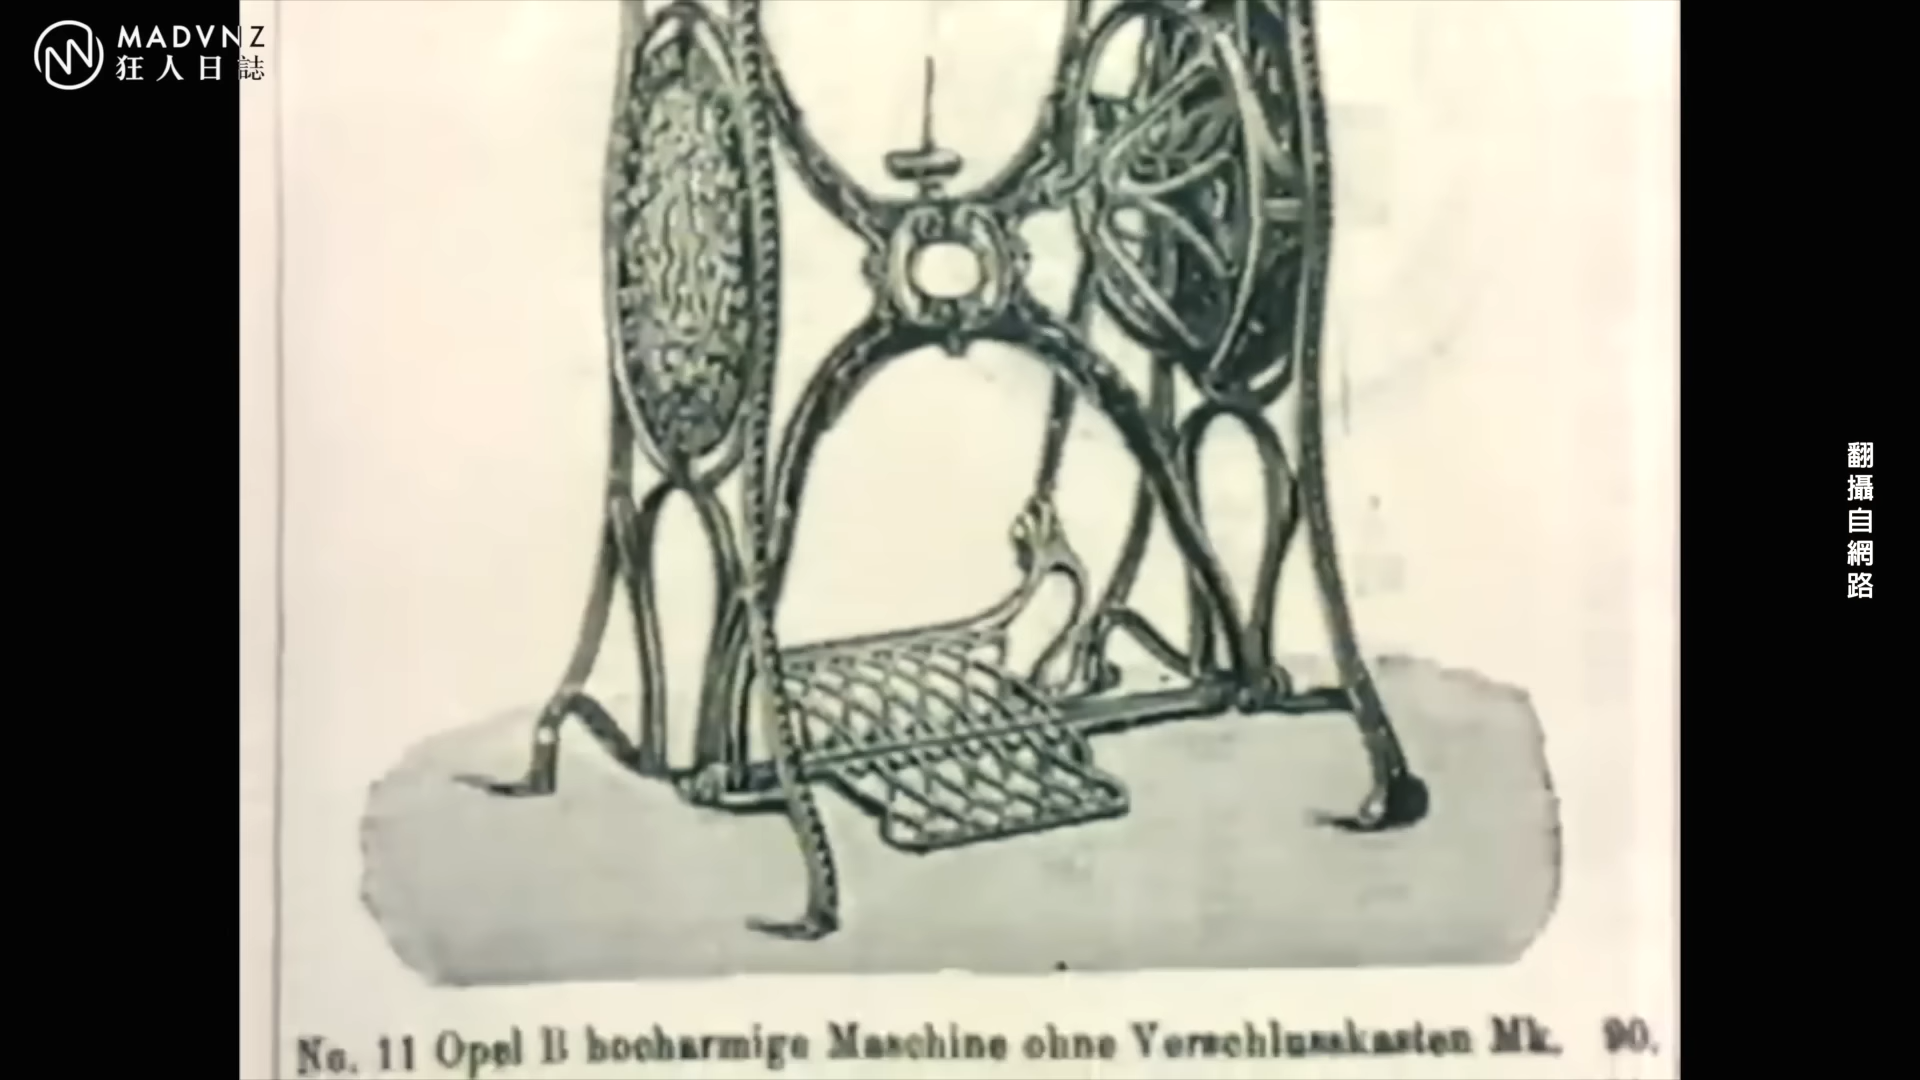 MADVNZ
狂人日誌
翻攝自網路
No. 11 Opel B hocharmige Maschine ohne Verschlusskasten Mk. 90.